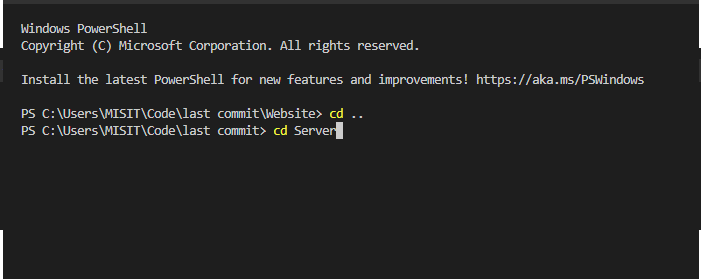 Windows PowerShell
Copyright (C) Microsoft Corporation. All rights reserved.
Install the latest PowerShell for new features and improvements! https://aka.ms/PSWindows
PS C:\Users\MISIT\Code\last commit\Website> cd ..
PS C:\Users\MISIT\Code\last commit> cd Server